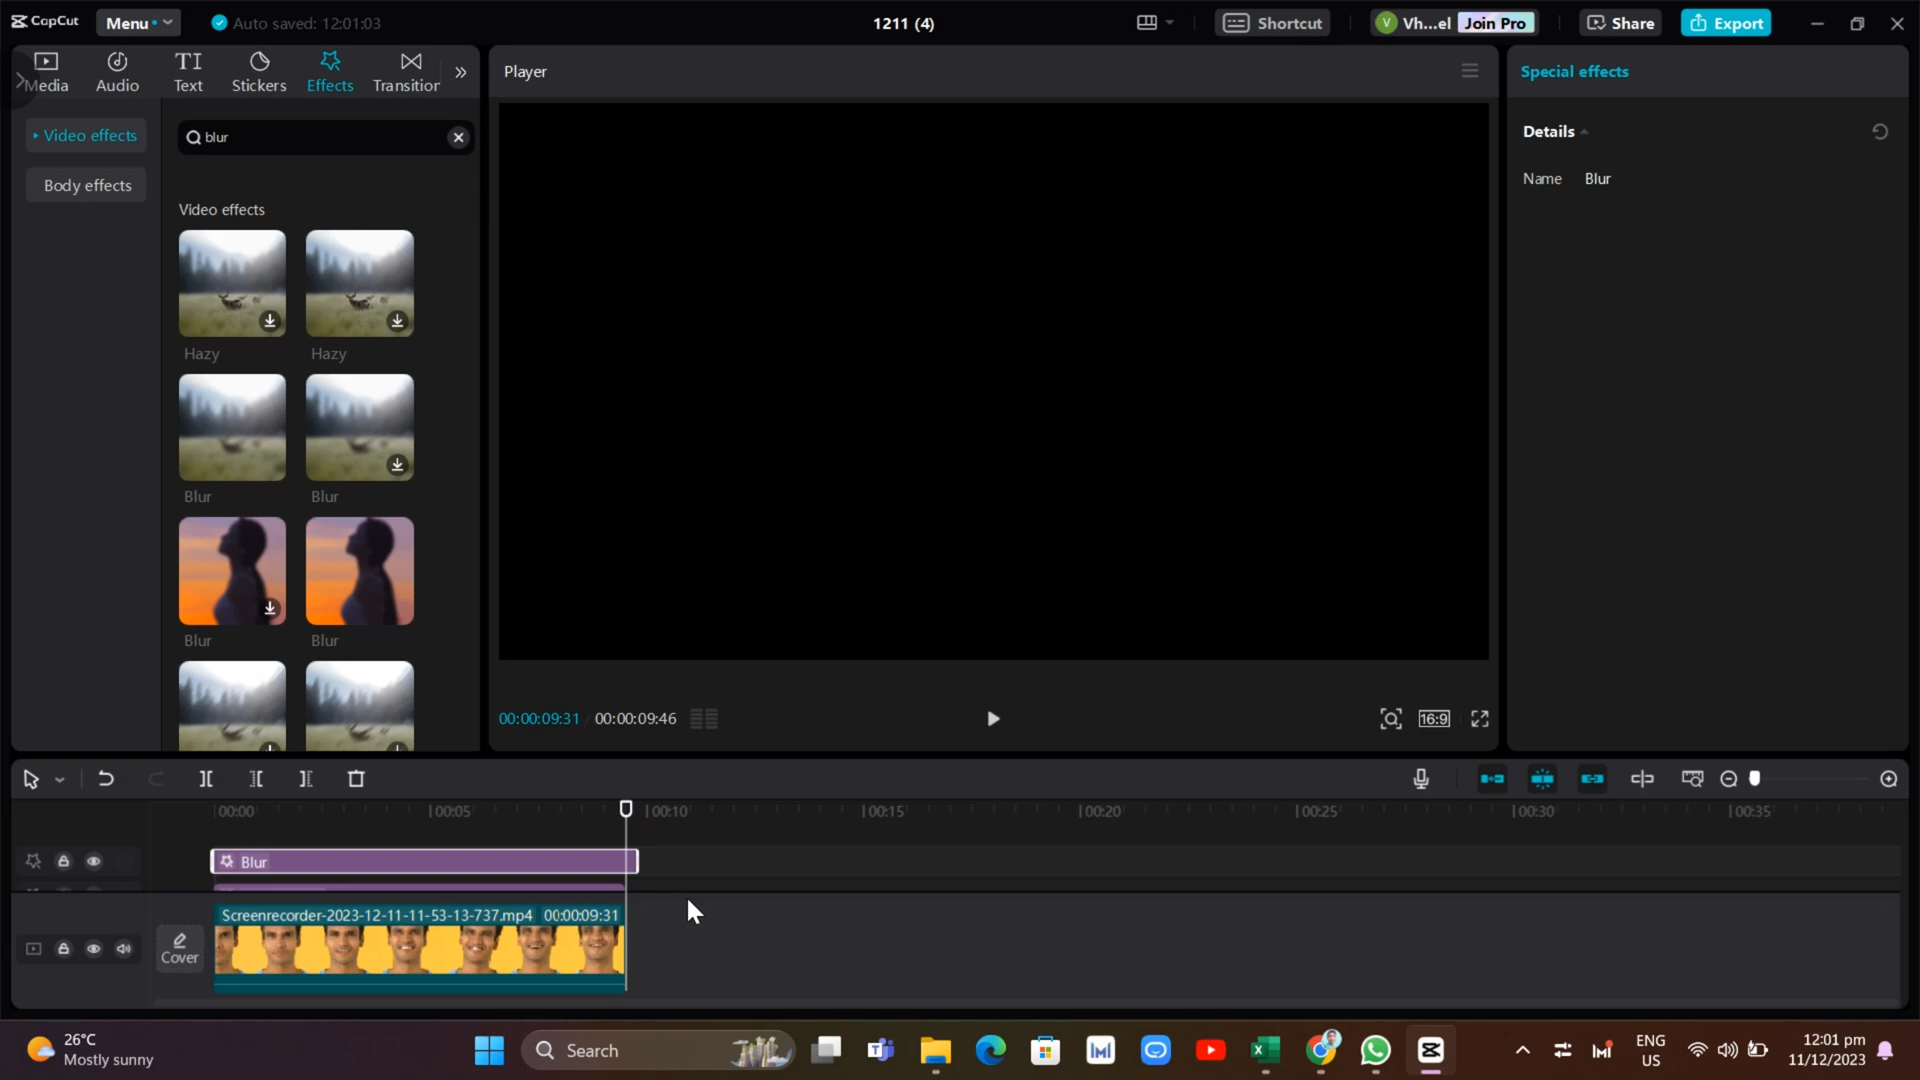 CapCut
Menu
Auto saved: 12:01:03
1211 (4)
Shortcut
V
Vh...el
Join Pro
Share
Export
Media
Audio
TI
Text
Stickers
Effects
Transition
Player
Special effects
Video effects
Body effects
blur
Details
Name Blur
Video effects
Hazy
Hazy
Blur
Blur
Blur
Blur
00:00:09:31 / 00:00:09:46
16:9
00:00
00:05
00:10
00:15
00:20
00:25
00:30
00:35
Blur
Screenrecorder-2023-12-11-11-53-13-737.mp4 00:00:09:31
Cover
26°C
Mostly sunny
Search
ENG
US
12:01 pm
11/12/2023